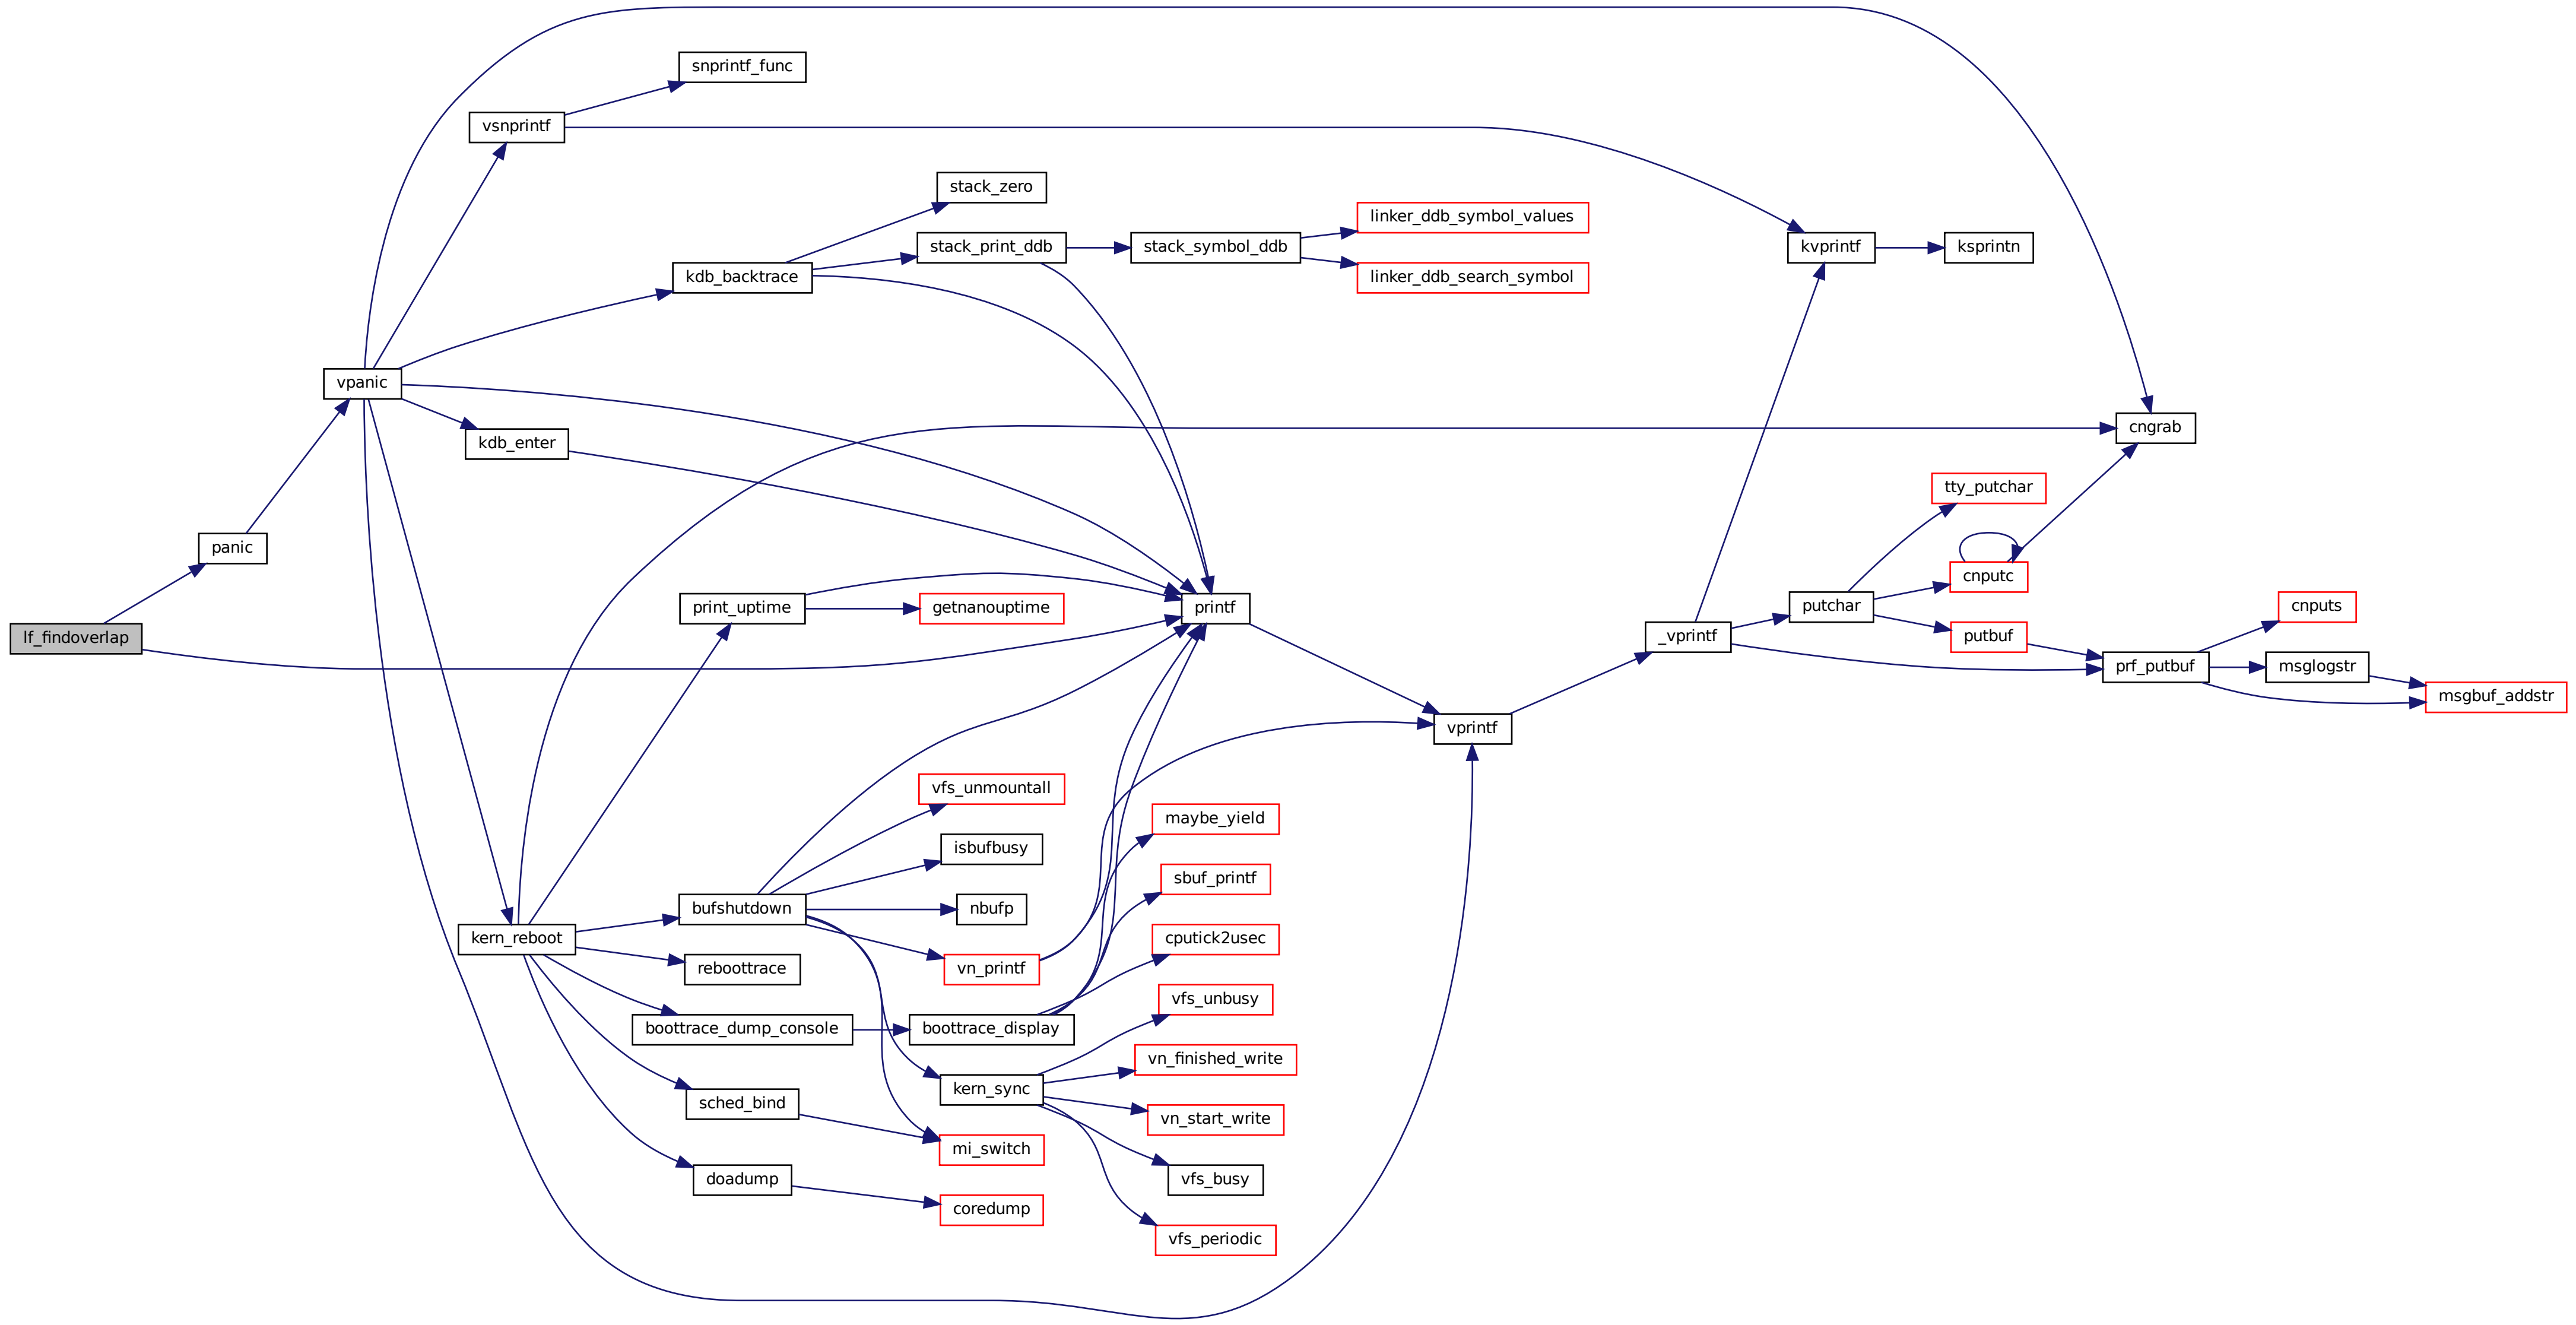 snprintf_func
vsnprintf
stack_zero
linker_ddb_symbol_values
stack_print_ddb
stack_symbol_ddb
kvprintf
ksprintn
kdb_backtrace
linker_ddb_search_symbol
vpanic
cngrab
kdb_enter
tty_putchar
panic
cnputc
print_uptime
getnanouptime
printf
putchar
cnputs
lf_findoverlap
_vprintf
putbuf
prf_putbuf
msglogstr
msgbuf_addstr
vprintf
vfs_unmountall
maybe_yield
isbufbusy
sbuf_printf
bufshutdown
nbufp
kern_reboot
cputick2usec
reboottrace
vn_printf
vfs_unbusy
boottrace_dump_console
boottrace_display
vn_finished_write
kern_sync
sched_bind
vn_start_write
mi_switch
doadump
vfs_busy
coredump
vfs_periodic